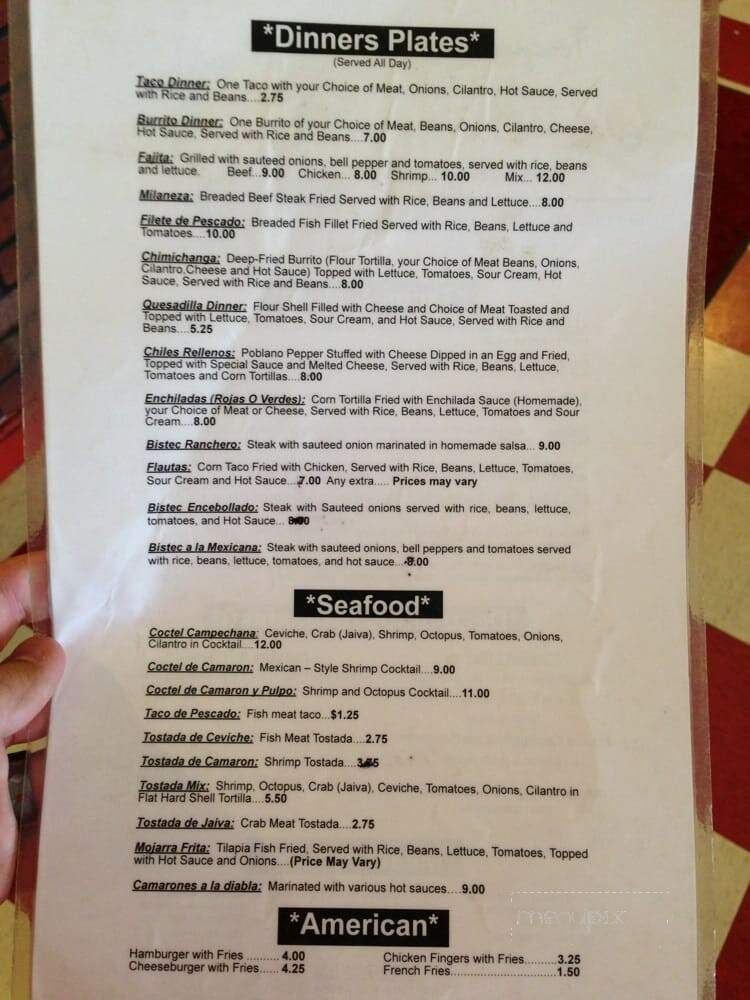 *Dinners Plates*
(Served All Day)
Taco Dinner: One Taco with your Choice of Meat, Onions, Cilantro, Hot Sauce, Served
with Rice and Beans....2.75
Burrito Dinner: One Burrito of your Choice of Meat, Beans, Onions, Cilantro, Cheese,
Hot Sauce, Served with Rice and Beans....7.00
Fajita: Grilled with sauteed onions, bell pepper and tomatoes, served with rice, beans
and lettuce. Beef...9.00 Chicken... 8.00 Shrimp... 10.00 Mix... 12.00
Milaneza: Breaded Beef Steak Fried Served with Rice, Beans and Lettuce....8.00
Filete de Pescado: Breaded Fish Fillet Fried Served with Rice, Beans, Lettuce and
Tomatoes....10.00
Chimichanga: Deep-Fried Burrito (Flour Tortilla, your Choice of Meat Beans, Onions,
Cilantro,Cheese and Hot Sauce) Topped with Lettuce, Tomatoes, Sour Cream, Hot
Sauce, Served with Rice and Beans....8.00
Quesadilla Dinner: Flour Shell Filled with Cheese and Choice of Meat Toasted and
Topped with Lettuce, Tomatoes, Sour Cream, and Hot Sauce, Served with Rice and
Beans....5.25
Chiles Rellenos: Poblano Pepper Stuffed with Cheese Dipped in an Egg and Fried,
Topped with Special Sauce and Melted Cheese, Served with Rice, Beans, Lettuce,
Tomatoes and Corn Tortillas....8.00
Enchiladas (Rojas O Verdes): Corn Tortilla Fried with Enchilada Sauce (Homemade),
your Choice of Meat or Cheese, Served with Rice, Beans, Lettuce, Tomatoes and Sour
Cream....8.00
Bistec Ranchero: Steak with sauteed onion marinated in homemade salsa... 9.00
Flautas: Corn Taco Fried with Chicken, Served with Rice, Beans, Lettuce, Tomatoes,
Sour Cream and Hot Sauce....7.00 Any extra..... Prices may vary
Bistec Encebollado: Steak with Sauteed onions served with rice, beans, lettuce,
tomatoes, and Hot Sauce...
Bistec a la Mexicana: Steak with sauteed onions, bell peppers and tomatoes served
with rice, beans, lettuce, tomatoes, and hot sauce...
*Seafood*
Coctel Campechana: Ceviche, Crab (Jaiva), Shrimp, Octopus, Tomatoes, Onions,
Cilantro in Cocktail....12.00
Coctel de Camaron: Mexican – Style Shrimp Cocktail....9.00
Coctel de Camaron y Pulpo: Shrimp and Octopus Cocktail....11.00
Taco de Pescado: Fish meat taco...$1.25
Tostada de Ceviche: Fish Meat Tostada....2.75
Tostada de Camaron: Shrimp Tostada....
Tostada Mix: Shrimp, Octopus, Crab (Jaiva), Ceviche, Tomatoes, Onions, Cilantro in
Flat Hard Shell Tortilla....5.50
Tostada de Jaiva: Crab Meat Tostada....2.75
Mojarra Frita: Tilapia Fish Fried, Served with Rice, Beans, Lettuce, Tomatoes, Topped
with Hot Sauce and Onions....(Price May Vary)
Camarones a la diabla: Marinated with various hot sauces....9.00
*American*
Hamburger with Fries .......... 4.00
Cheeseburger with Fries...... 4.25
Chicken Fingers with Fries..........3.25
French Fries................................1.50
menupix